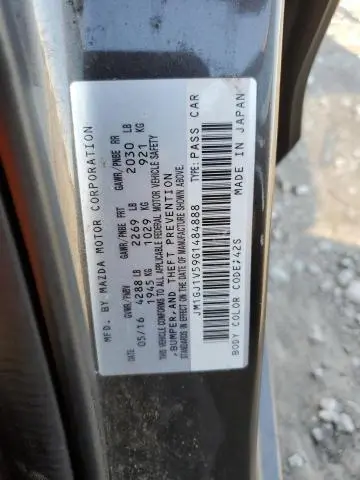 MFD. BY MAZDA MOTOR CORPORATION
DATE: GVWR/PNBV GAWR/PNBE FRT GAWR/PNBE RR
05/16 4288 LB 2269 LB 2030 LB
1945 KG 1029 KG 921 KG
THIS VEHICLE CONFORMS TO ALL APPLICABLE FEDERAL MOTOR VEHICLE SAFETY
STANDARDS IN EFFECT ON THE DATE OF MANUFACTURE SHOWN ABOVE.
*BUMPER,AND THEFT PREVENTION
JM1GJ1V59G1484888 TYPE:PASS CAR
BODY COLOR CODE:42S MADE IN JAPAN